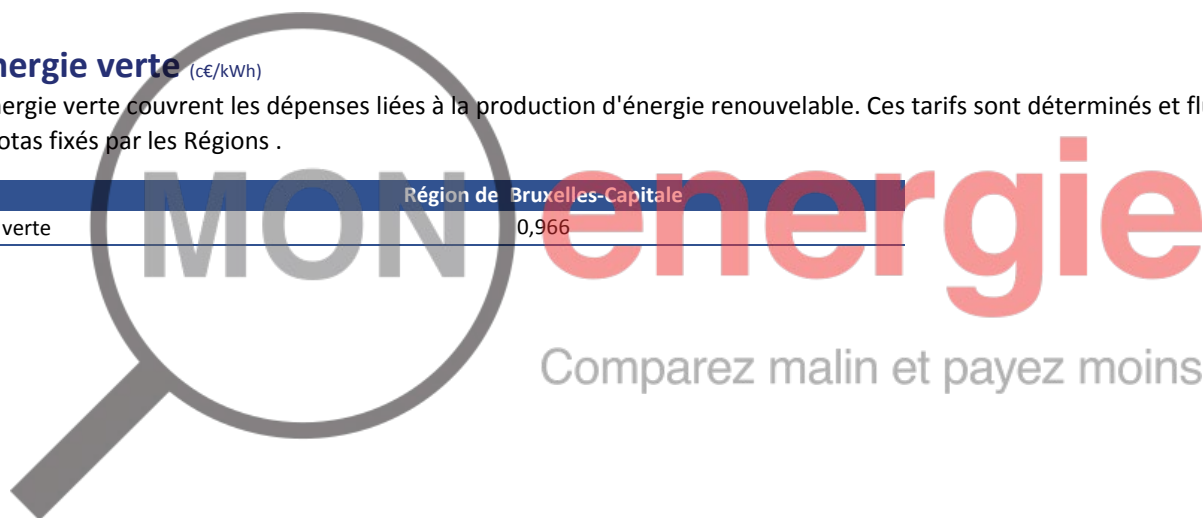 nergie verte (c€/kWh)
nergie verte couvrent les dépenses liées à la production d'énergie renouvelable. Ces tarifs sont déterminés et fl
otas fixés par les Régions .
Région de Bruxelles-Capitale
verte 0,966
MON energie
Comparez malin et payez moins